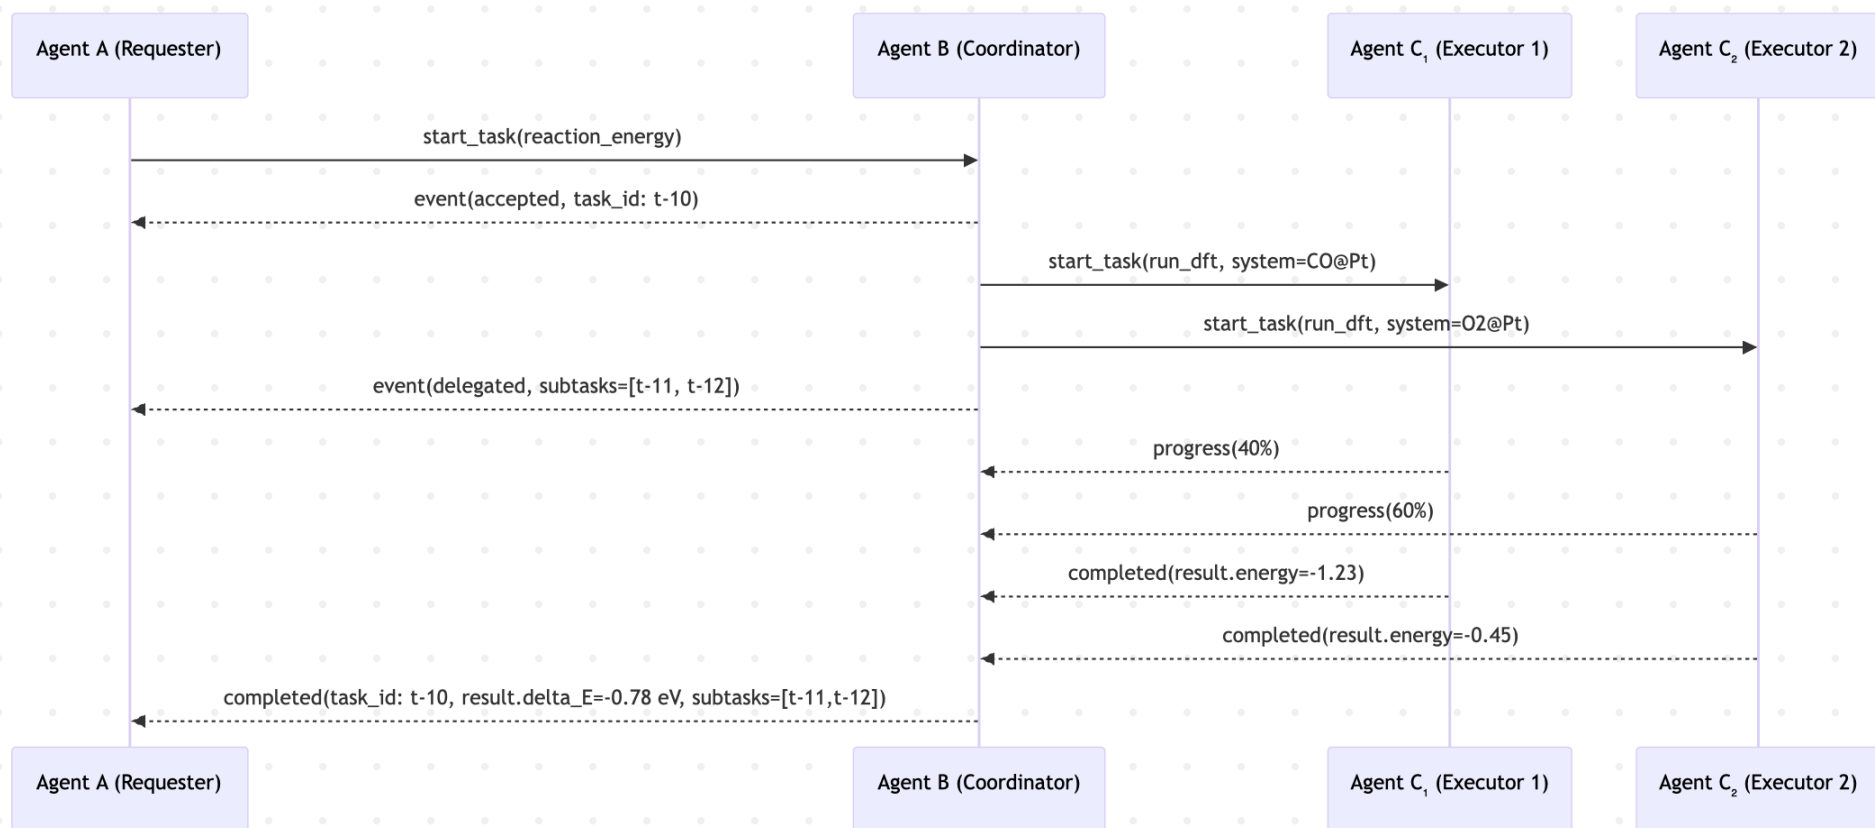 Agent A (Requester)
Agent B (Coordinator)
Agent C₁ (Executor 1)
Agent C₂ (Executor 2)
start_task(reaction_energy)
event(accepted, task_id: t-10)
start_task(run_dft, system=CO@Pt)
start_task(run_dft, system=O2@Pt)
event(delegated, subtasks=[t-11, t-12])
progress(40%)
progress(60%)
completed(result.energy=-1.23)
completed(result.energy=-0.45)
completed(task_id: t-10, result.delta_E=-0.78 eV, subtasks=[t-11,t-12])
Agent A (Requester)
Agent B (Coordinator)
Agent C₁ (Executor 1)
Agent C₂ (Executor 2)